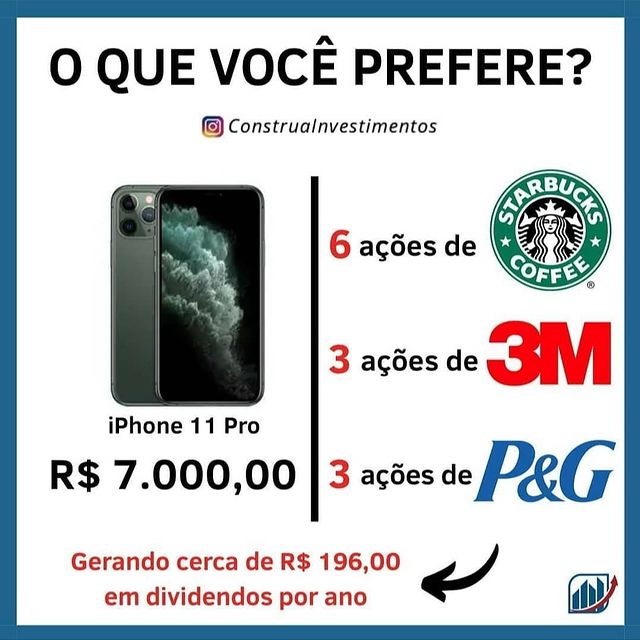 O QUE VOCÊ PREFERE?
ConstruaInvestimentos
iPhone 11 Pro
R$ 7.000,00
6 ações de
STARBUCKS
COFFEE
®
3 ações de 3M
3 ações de P&G
Gerando cerca de R$ 196,00
em dividendos por ano